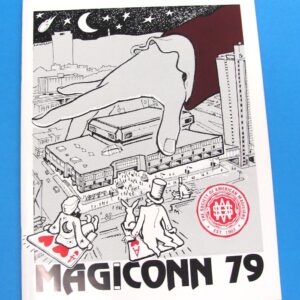 THE SOCIETY OF AMERICAN MAGICIANS
EST. 1902
MAGiCONN 79